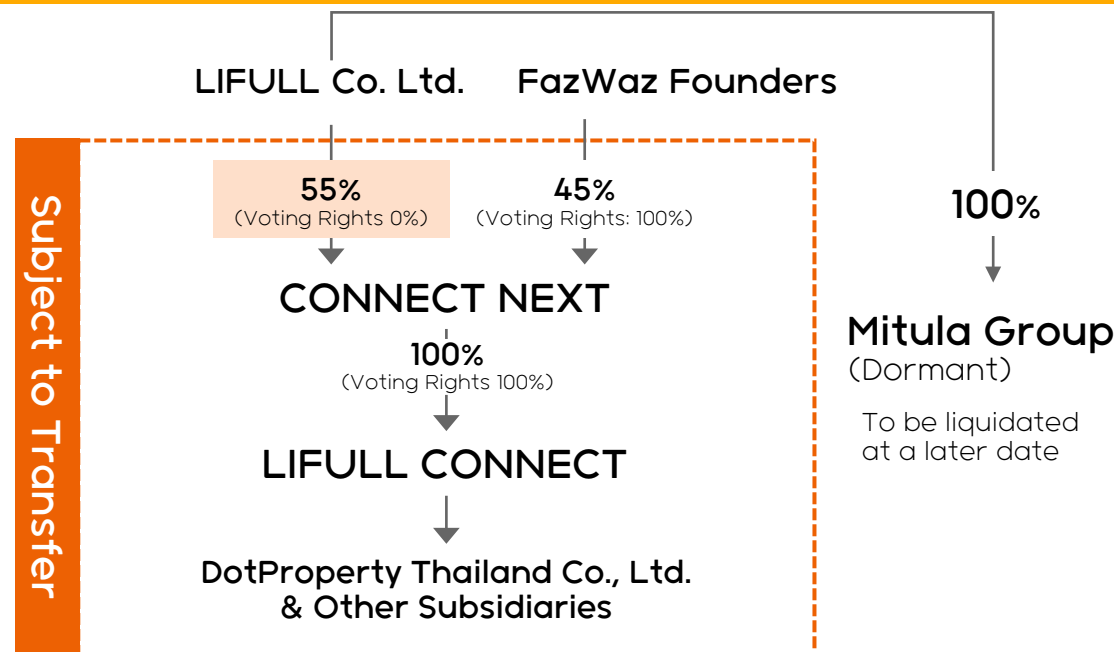 LIFULL Co. Ltd.
FazWaz Founders
Subject to Transfer
55%
(Voting Rights 0%)
45%
(Voting Rights: 100%)
100%
CONNECT NEXT
100%
(Voting Rights 100%)
Mitula Group
(Dormant)
To be liquidated
at a later date
LIFULL CONNECT
DotProperty Thailand Co., Ltd.
& Other Subsidiaries